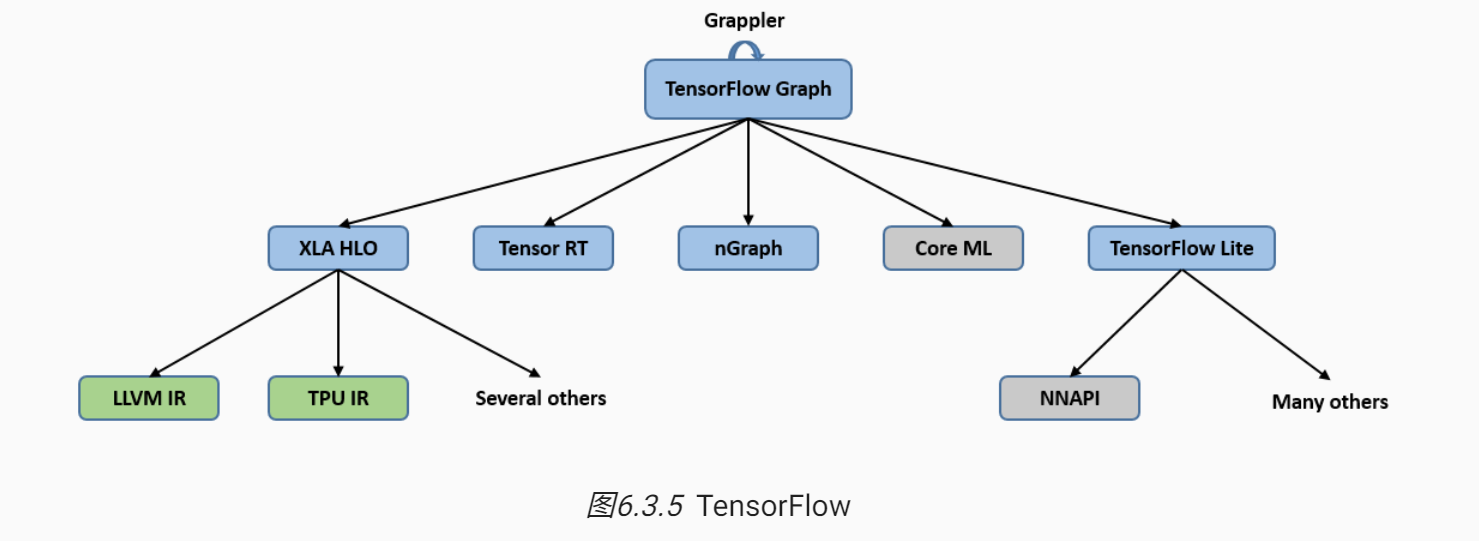 Grappler
TensorFlow Graph
XLA HLO
Tensor RT
nGraph
Core ML
TensorFlow Lite
LLVM IR
TPU IR
Several others
NNAPI
Many others
图6.3.5 TensorFlow